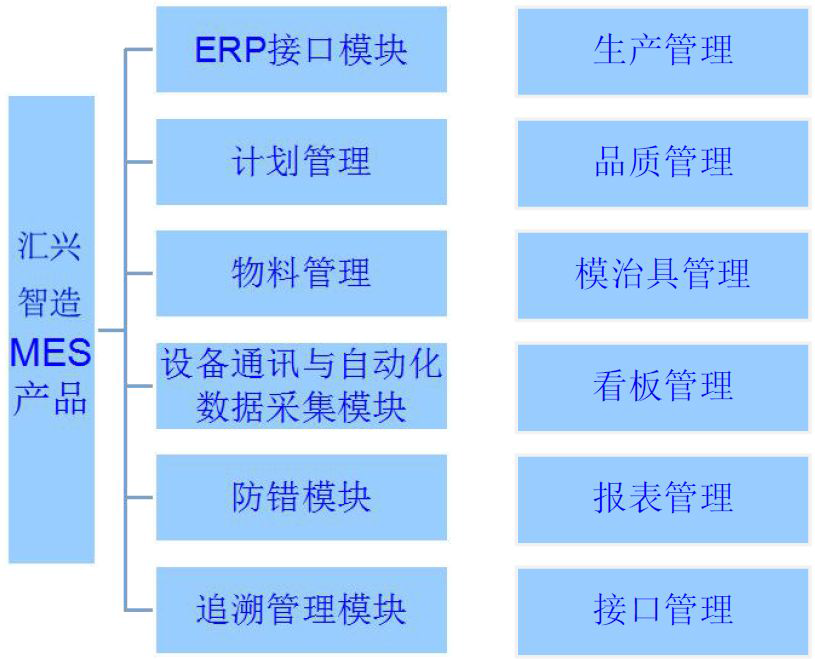 汇兴
智造
MES
产品
ERP接口模块
计划管理
物料管理
设备通讯与自动化
数据采集模块
防错模块
追溯管理模块
生产管理
品质管理
模治具管理
看板管理
报表管理
接口管理